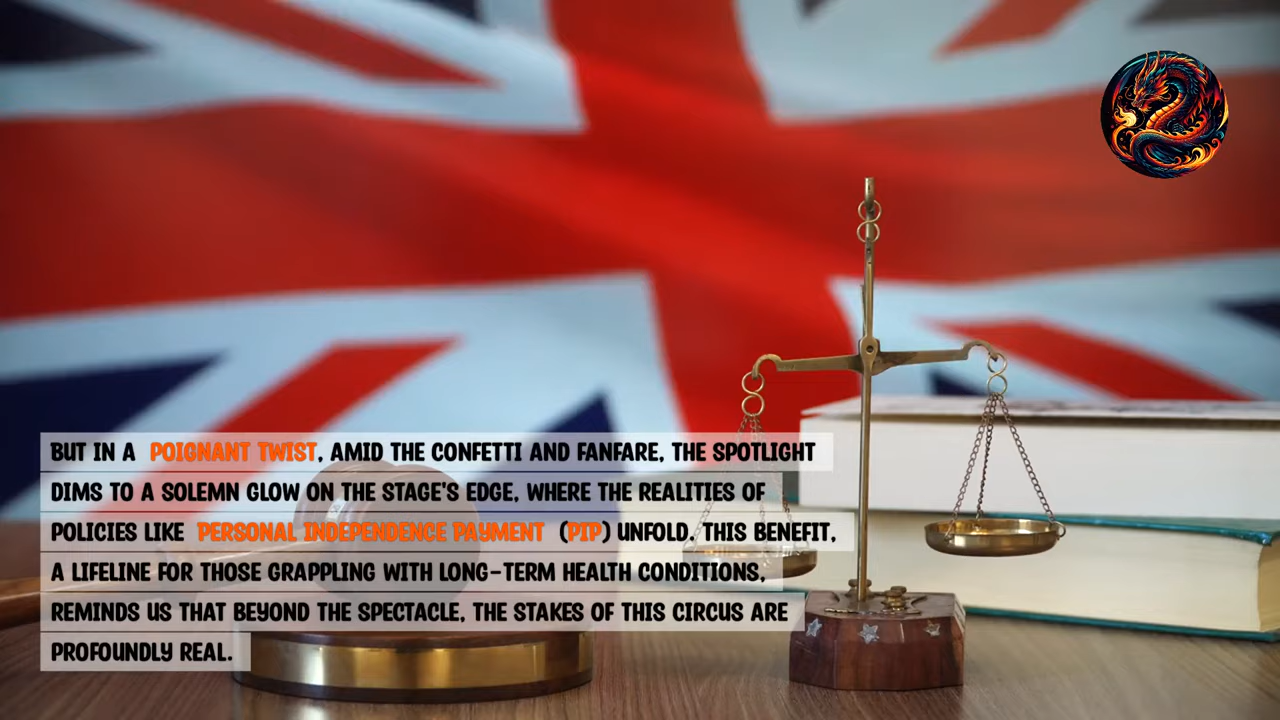 BUT IN A POIGNANT TWIST, AMID THE CONFETTI AND FANFARE, THE SPOTLIGHT
DIMS TO A SOLEMN GLOW ON THE STAGE'S EDGE, WHERE THE REALITIES OF
POLICIES LIKE PERSONAL INDEPENDENCE PAYMENT (PIP) UNFOLD. THIS BENEFIT,
A LIFELINE FOR THOSE GRAPPLING WITH LONG-TERM HEALTH CONDITIONS,
REMINDS US THAT BEYOND THE SPECTACLE, THE STAKES OF THIS CIRCUS ARE
PROFOUNDLY REAL.